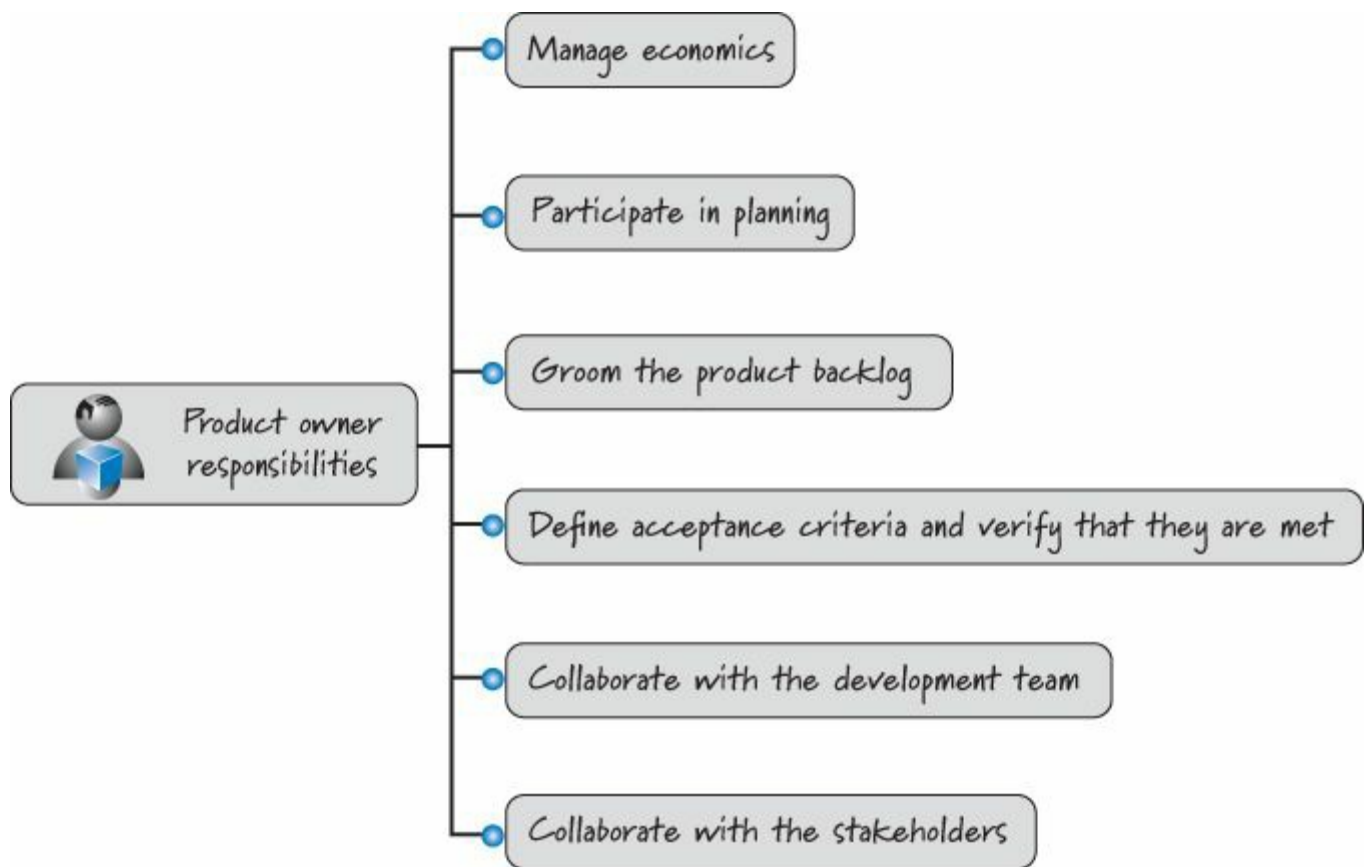 Manage economics
Participate in planning
Groom the product backlog
Product owner
responsibilities
Define acceptance criteria and verify that they are met
Collaborate with the development team
Collaborate with the stakeholders